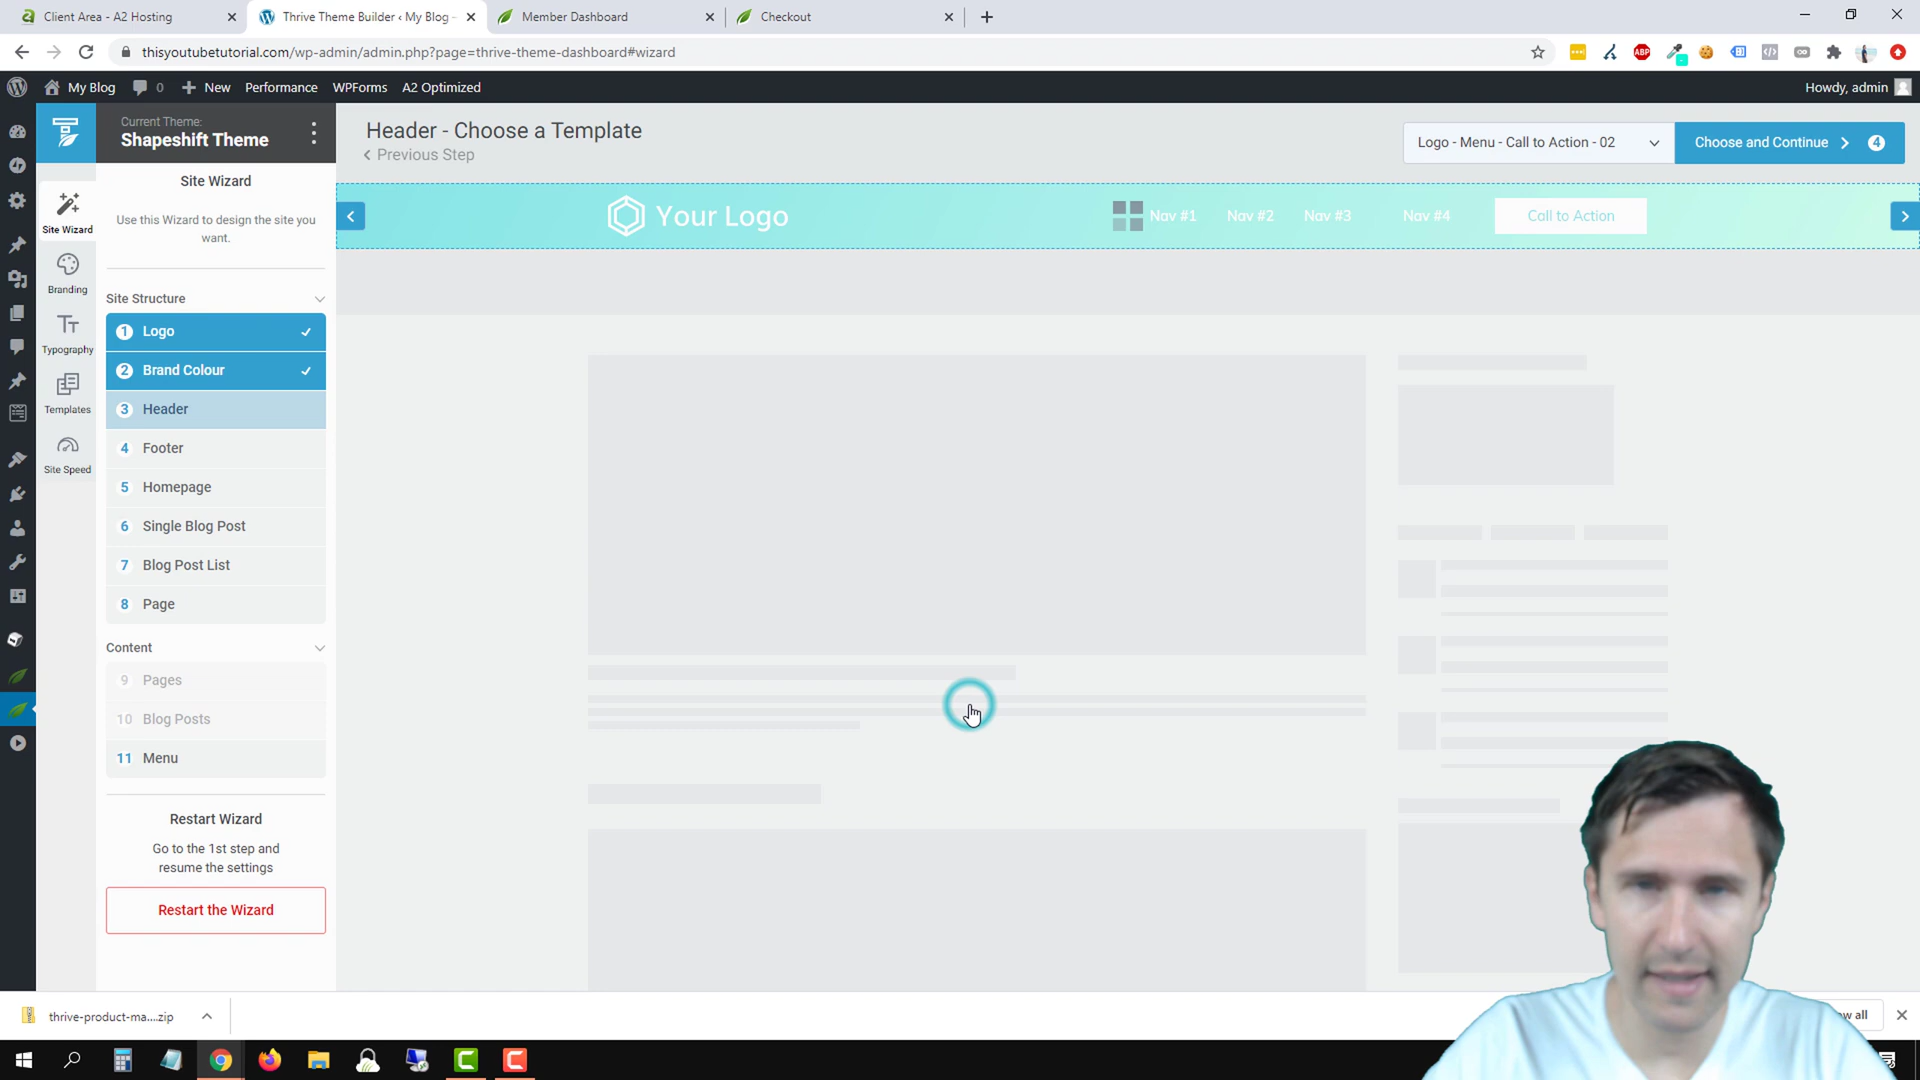 Client Area - A2 Hosting
Thrive Theme Builder ‹ My Blog -
Member Dashboard
Checkout
thisyoutubetutorial.com/wp-admin/admin.php?page=thrive-theme-dashboard#wizard
ABP
My Blog
0
New
Performance
WPForms
A2 Optimized
Howdy, admin
Current Theme:
Shapeshift Theme
Header - Choose a Template
Previous Step
Logo - Menu - Call to Action - 02
Choose and Continue
4
Site Wizard
Use this Wizard to design the site you
want.
Site Wizard
Branding
Typography
Templates
Site Speed
Your Logo
Nav #1
Nav #2
Nav #3
Nav #4
Call to Action
Site Structure
1 Logo
2 Brand Colour
3 Header
4 Footer
5 Homepage
6 Single Blog Post
7 Blog Post List
8 Page
Content
9 Pages
10 Blog Posts
11 Menu
Restart Wizard
Go to the 1st step and
resume the settings
Restart the Wizard
thrive-product-ma....zip
all